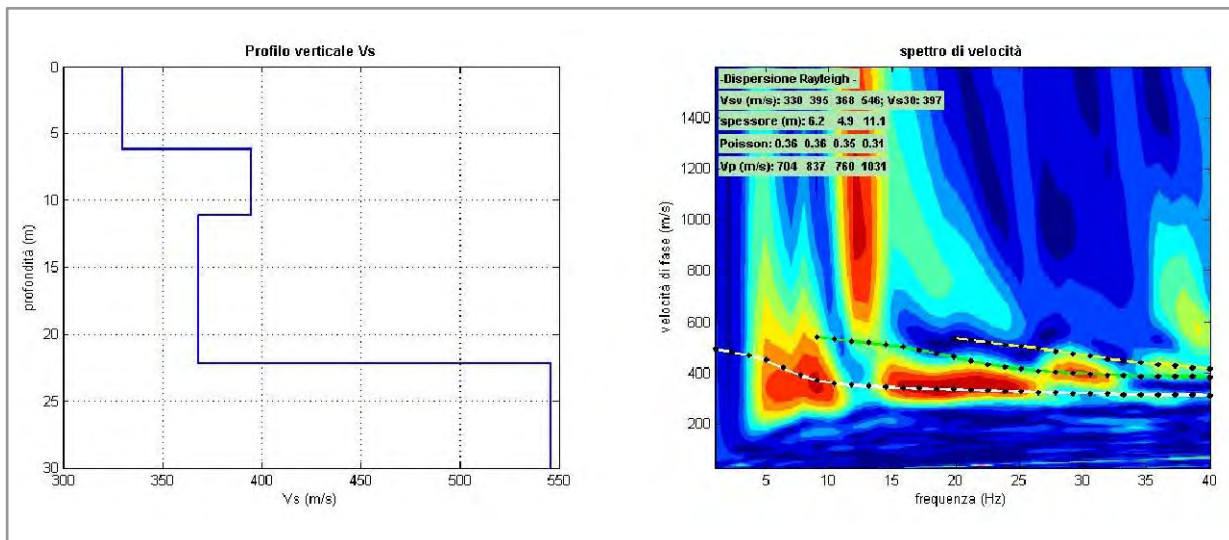 Profilo verticale Vs
0
5
10
15
20
25
30
profondità (m)
300
350
400
450
500
550
Vs (m/s)
spettro di velocità
-Dispersione Rayleigh -
Vsv (m/s): 330 395 368 546; Vs30: 397
spessore (m): 6.2 4.9 11.1
Poisson: 0.36 0.36 0.35 0.31
Vp (m/s): 704 837 760 1031
1400
1200
1000
800
600
400
200
velocità di fase (m/s)
5
10
15
20
25
30
35
40
frequenza (Hz)